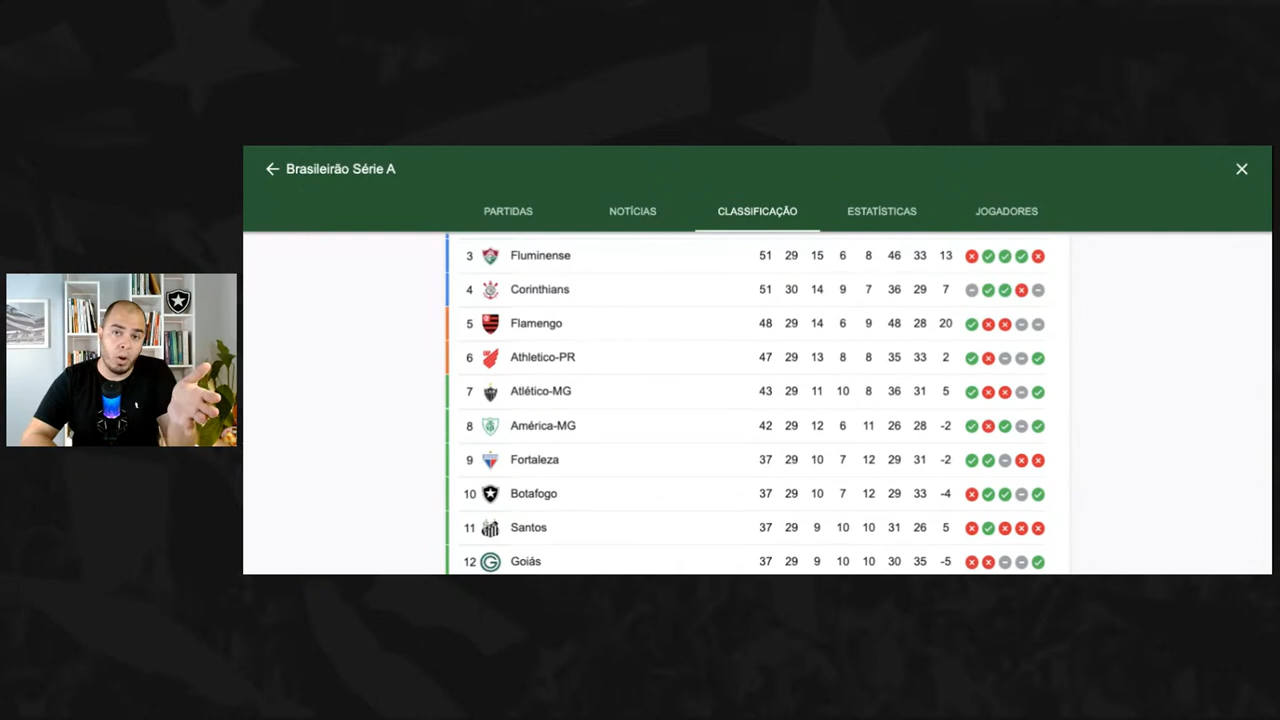 Brasileirão Série A
PARTIDAS NOTÍCIAS CLASSIFICAÇÃO ESTATÍSTICAS JOGADORES
3 Fluminense 51 29 15 6 8 46 33 13
4 Corinthians 51 30 14 9 7 36 29 7
5 Flamengo 48 29 14 6 9 48 28 20
6 Athletico-PR 47 29 13 8 8 35 33 2
7 Atlético-MG 43 29 11 10 8 36 31 5
8 América-MG 42 29 12 6 11 26 28 -2
9 Fortaleza 37 29 10 7 12 29 31 -2
10 Botafogo 37 29 10 7 12 29 33 -4
11 Santos 37 29 9 10 10 31 26 5
12 Goiás 37 29 9 10 10 30 35 -5